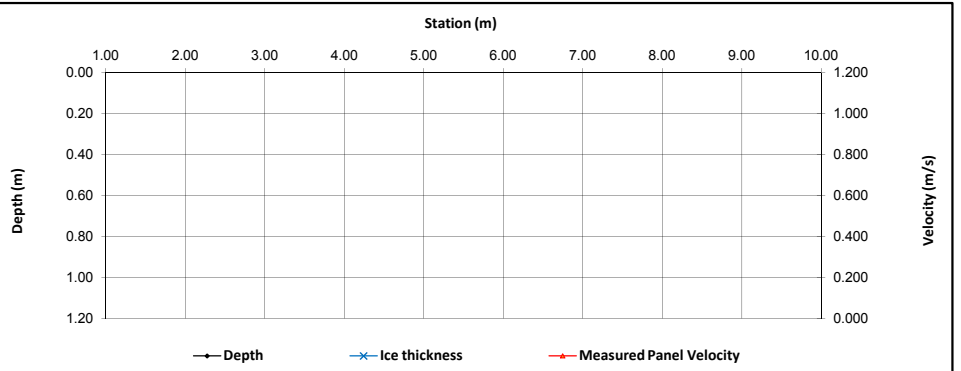 Station (m)
1.00 2.00 3.00 4.00 5.00 6.00 7.00 8.00 9.00 10.00
0.00 1.200
0.20 1.000
0.40 0.800
0.60 0.600
0.80 0.400
1.00 0.200
1.20 0.000
Depth (m)
Velocity (m/s)
Depth Ice thickness Measured Panel Velocity